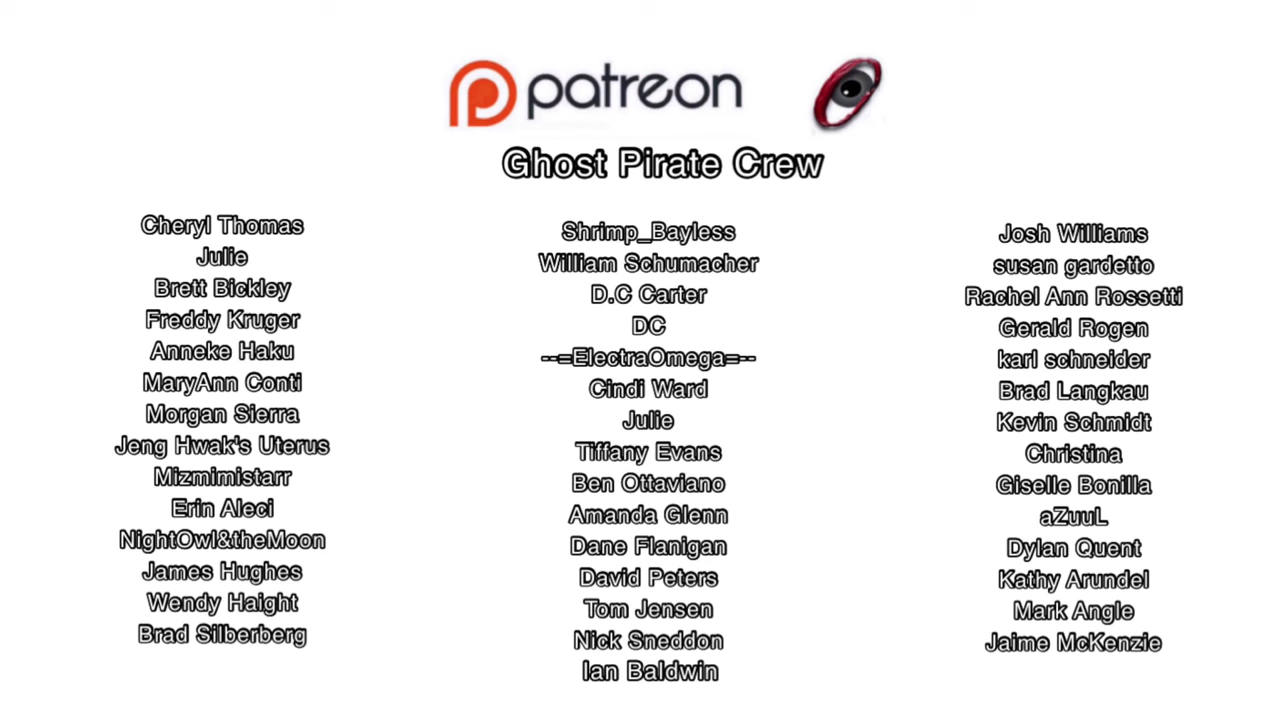 patreon
Ghost Pirate Crew
Cheryl Thomas
Julie
Brett Bickley
Freddy Kruger
Anneke Haku
MaryAnn Conti
Morgan Sierra
Jeng Hwak's Uterus
Mizmimistarr
Erin Aleci
NightOwl&theMoon
James Hughes
Wendy Haight
Brad Silberberg
Shrimp_Bayless
William Schumacher
D.C Carter
DC
--=ElectraOmega=--
Cindi Ward
Julie
Tiffany Evans
Ben Ottaviano
Amanda Glenn
Dane Flanigan
David Peters
Tom Jensen
Nick Sneddon
Ian Baldwin
Josh Williams
susan gardetto
Rachel Ann Rossetti
Gerald Rogen
karl schneider
Brad Langkau
Kevin Schmidt
Christina
Giselle Bonilla
aZuuL
Dylan Quent
Kathy Arundel
Mark Angle
Jaime McKenzie